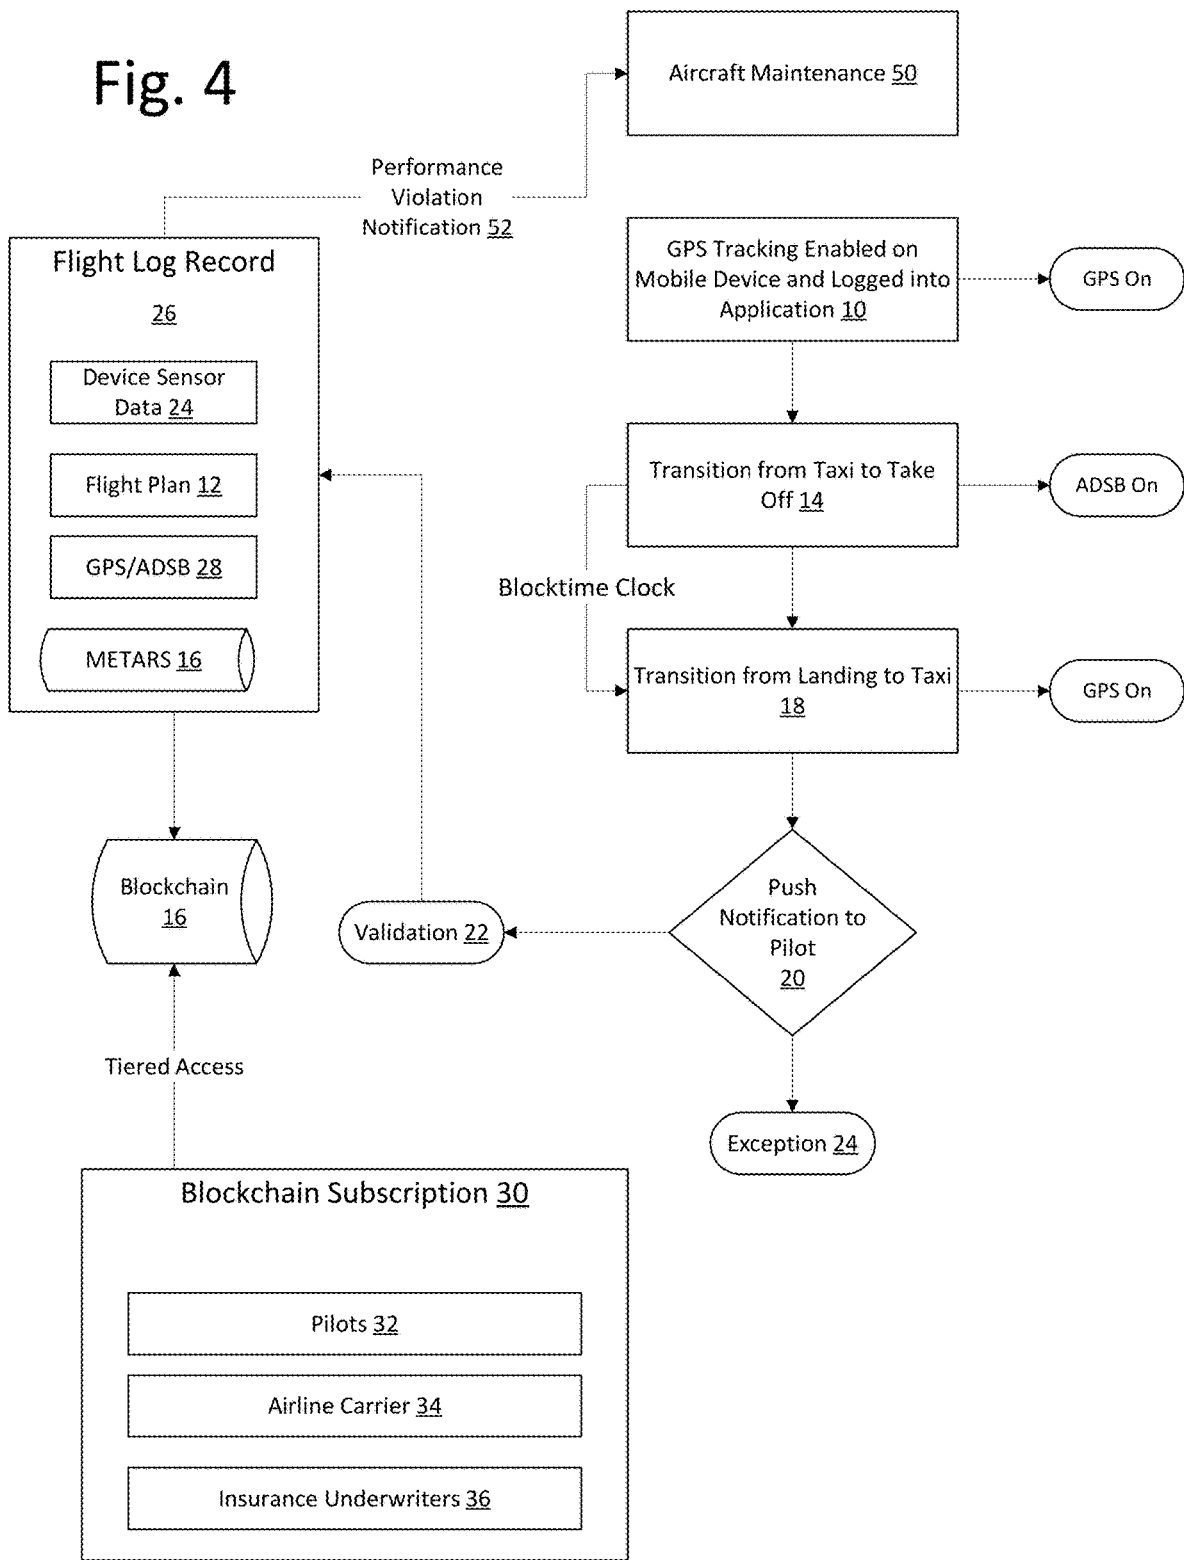 Fig. 4
Aircraft Maintenance 50
Performance
Violation
Notification 52
Flight Log Record
26
Device Sensor
Data 24
Flight Plan 12
GPS/ADSB 28
METARS 16
GPS Tracking Enabled on
Mobile Device and Logged into
Application 10
GPS On
Transition from Taxi to Take
Off 14
ADSB On
Blocktime Clock
Transition from Landing to Taxi
18
GPS On
Push
Notification to
Pilot
20
Validation 22
Exception 24
Blockchain
16
Tiered Access
Blockchain Subscription 30
Pilots 32
Airline Carrier 34
Insurance Underwriters 36